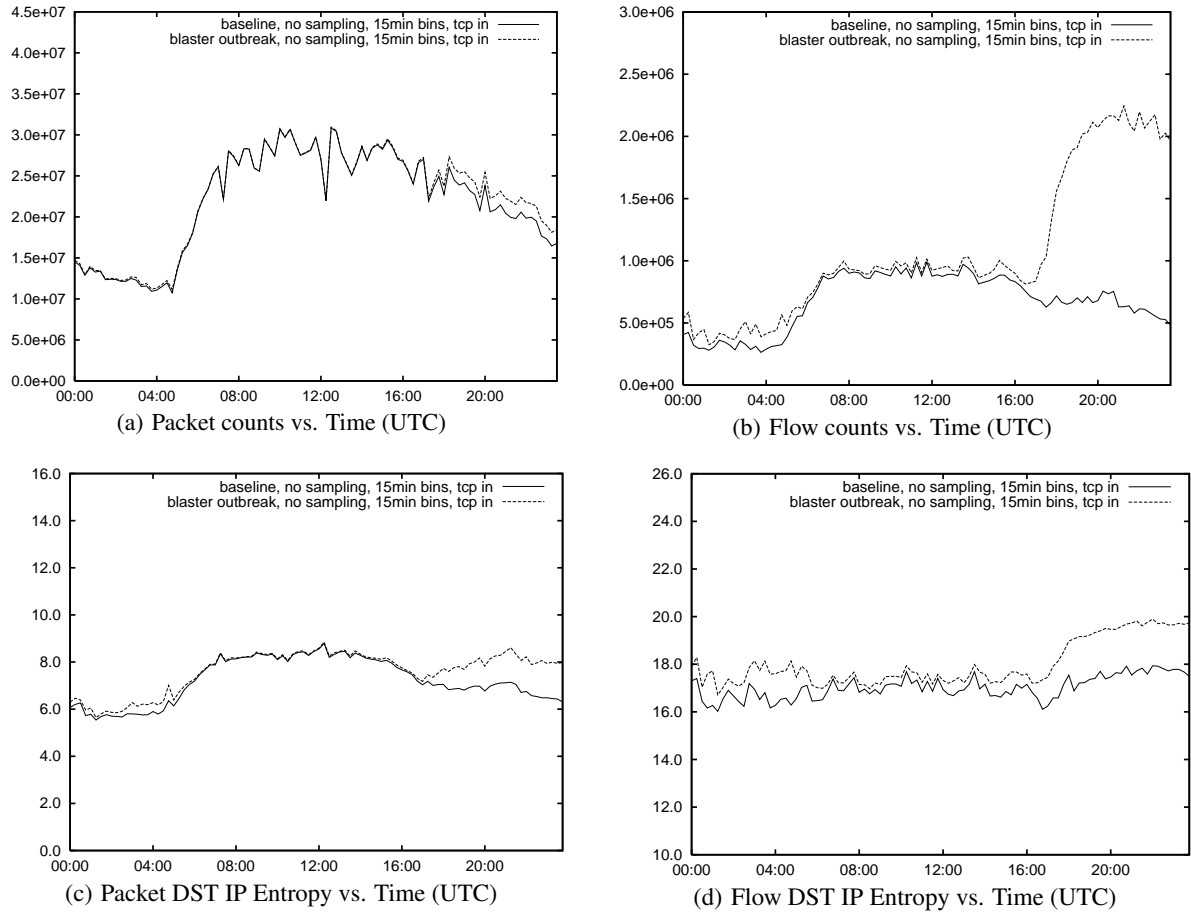 baseline, no sampling, 15min bins, tcp in
blaster outbreak, no sampling, 15min bins, tcp in
4.5e+07
4.0e+07
3.5e+07
3.0e+07
2.5e+07
2.0e+07
1.5e+07
1.0e+07
5.0e+06
0.0e+00
00:00 04:00 08:00 12:00 16:00 20:00
(a) Packet counts vs. Time (UTC)
baseline, no sampling, 15min bins, tcp in
blaster outbreak, no sampling, 15min bins, tcp in
3.0e+06
2.5e+06
2.0e+06
1.5e+06
1.0e+06
5.0e+05
0.0e+00
00:00 04:00 08:00 12:00 16:00 20:00
(b) Flow counts vs. Time (UTC)
baseline, no sampling, 15min bins, tcp in
blaster outbreak, no sampling, 15min bins, tcp in
16.0
14.0
12.0
10.0
8.0
6.0
4.0
2.0
0.0
00:00 04:00 08:00 12:00 16:00 20:00
(c) Packet DST IP Entropy vs. Time (UTC)
baseline, no sampling, 15min bins, tcp in
blaster outbreak, no sampling, 15min bins, tcp in
26.0
24.0
22.0
20.0
18.0
16.0
14.0
12.0
10.0
00:00 04:00 08:00 12:00 16:00 20:00
(d) Flow DST IP Entropy vs. Time (UTC)